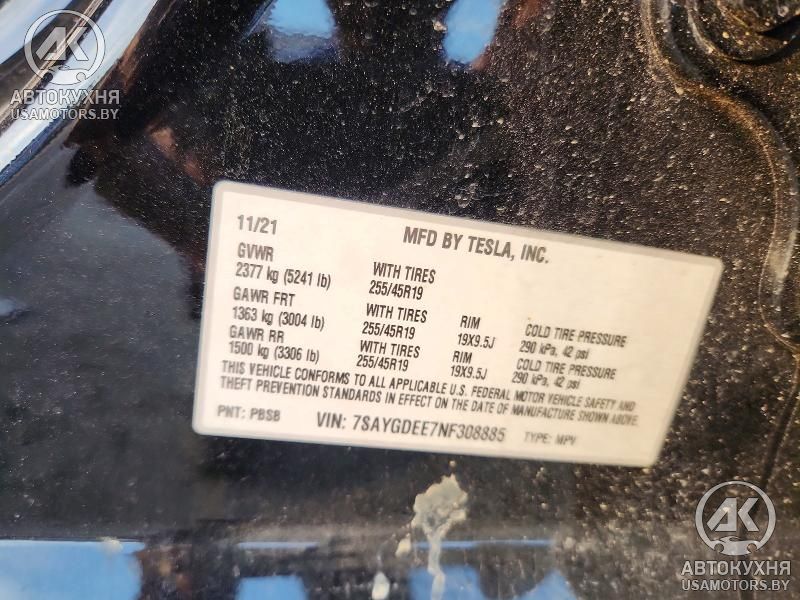 AK
АВТОКУХНЯ
USAMOTORS.BY
11/21 MFD BY TESLA, INC.
GVWR
2377 kg (5241 lb) WITH TIRES 255/45R19
GAWR FRT
1363 kg (3004 lb) WITH TIRES 255/45R19 RIM 19X9.5J COLD TIRE PRESSURE 290 kPa, 42 psi
GAWR RR
1500 kg (3306 lb) WITH TIRES 255/45R19 RIM 19X9.5J COLD TIRE PRESSURE 290 kPa, 42 psi
THIS VEHICLE CONFORMS TO ALL APPLICABLE U.S. FEDERAL MOTOR VEHICLE SAFETY AND
THEFT PREVENTION STANDARDS IN EFFECT ON THE DATE OF MANUFACTURE SHOWN ABOVE.
PNT: PBSB VIN: 7SAYGDEE7NF308885 TYPE: MPV
AK
АВТОКУХНЯ
USAMOTORS.BY